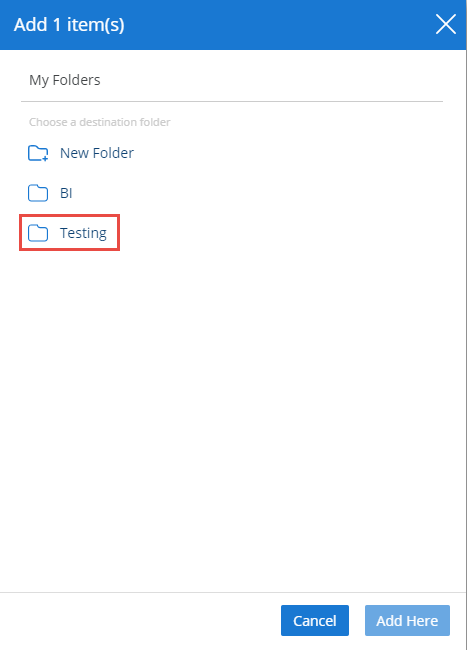 Add 1 item(s)
My Folders
Choose a destination folder
New Folder
BI
Testing
Cancel
Add Here